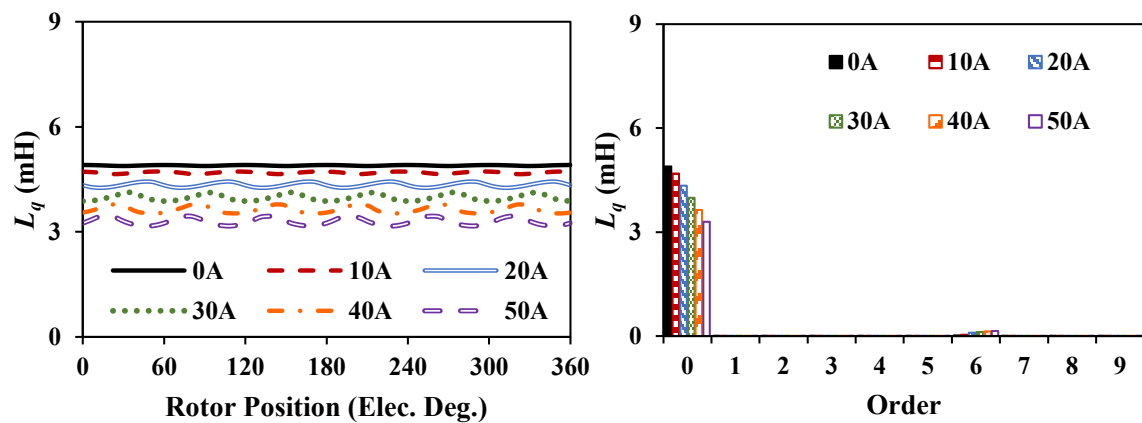 9
6
3
0
L_q (mH)
0A 10A 20A
30A 40A 50A
0 60 120 180 240 300 360
Rotor Position (Elec. Deg.)
9
6
3
0
L_q (mH)
0A 10A 20A
30A 40A 50A
0 1 2 3 4 5 6 7 8 9
Order